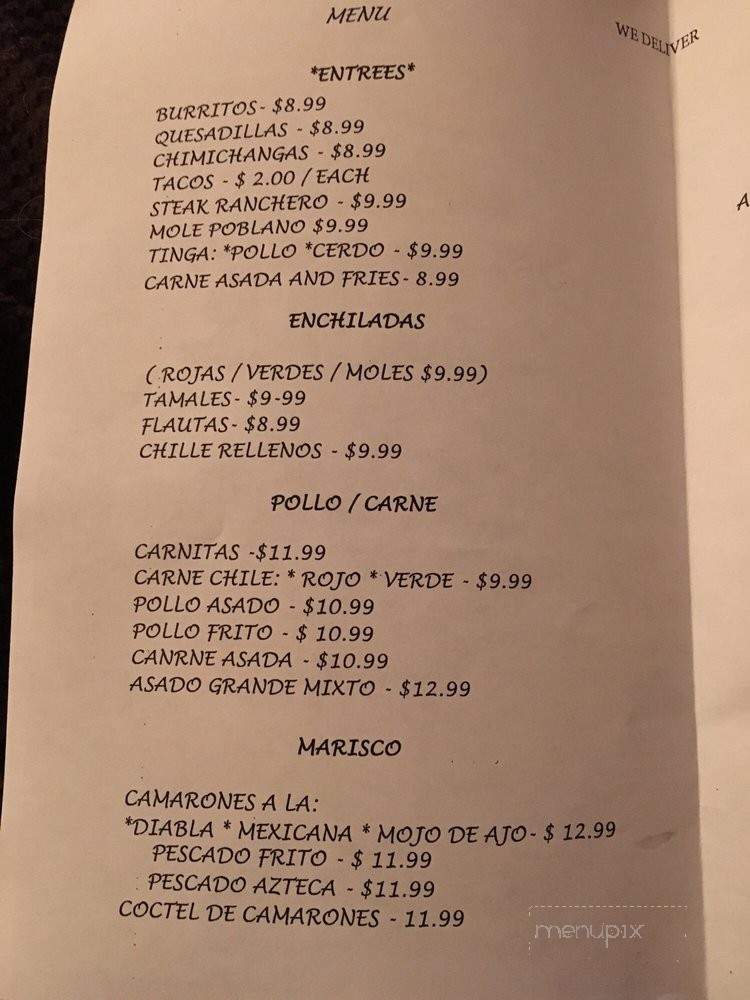 MENU
WE DELIVER
*ENTREES*
BURRITOS- $8.99
QUESADILLAS - $8.99
CHIMICHANGAS - $8.99
TACOS - $ 2.00 / EACH
STEAK RANCHERO - $9.99
MOLE POBLANO $9.99
TINGA: *POLLO *CERDO - $9.99
CARNE ASADA AND FRIES- 8.99
ENCHILADAS
( ROJAS / VERDES / MOLES $9.99)
TAMALES- $9-99
FLAUTAS- $8.99
CHILLE RELLENOS - $9.99
POLLO / CARNE
CARNITAS -$11.99
CARNE CHILE: * ROJO * VERDE - $9.99
POLLO ASADO - $10.99
POLLO FRITO - $ 10.99
CANRNE ASADA - $10.99
ASADO GRANDE MIXTO - $12.99
MARISCO
CAMARONES A LA:
*DIABLA * MEXICANA * MOJO DE AJO- $ 12.99
PESCADO FRITO - $ 11.99
PESCADO AZTECA - $11.99
COCTEL DE CAMARONES - 11.99
menupix